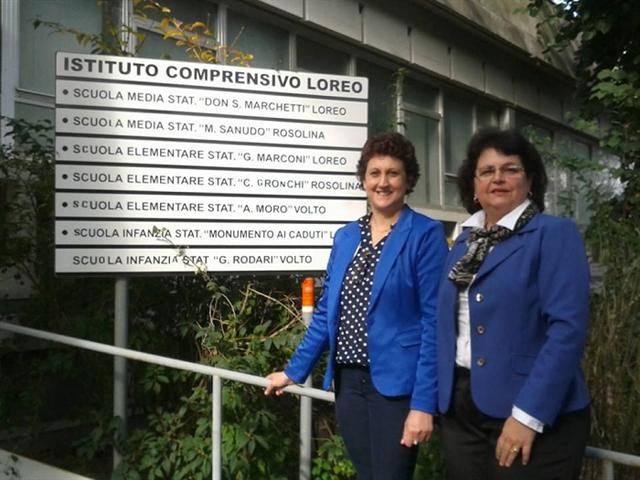 ISTITUTO COMPRENSIVO LOREO
• SCUOLA MEDIA STAT. "DON S. MARCHETTI" LOREO
• SCUOLA MEDIA STAT. "M. SANUDO" ROSOLINA
• SCUOLA ELEMENTARE STAT. "G. MARCONI" LOREO
• SCUOLA ELEMENTARE STAT. "C. GRONCHI" ROSOLINA
• SCUOLA ELEMENTARE STAT. "A. MORO" VOLTO
• SCUOLA INFANZIA STAT. "MONUMENTO AI CADUTI" L
SCUOLA INFANZIA STAT "G. RODARI" VOLTO